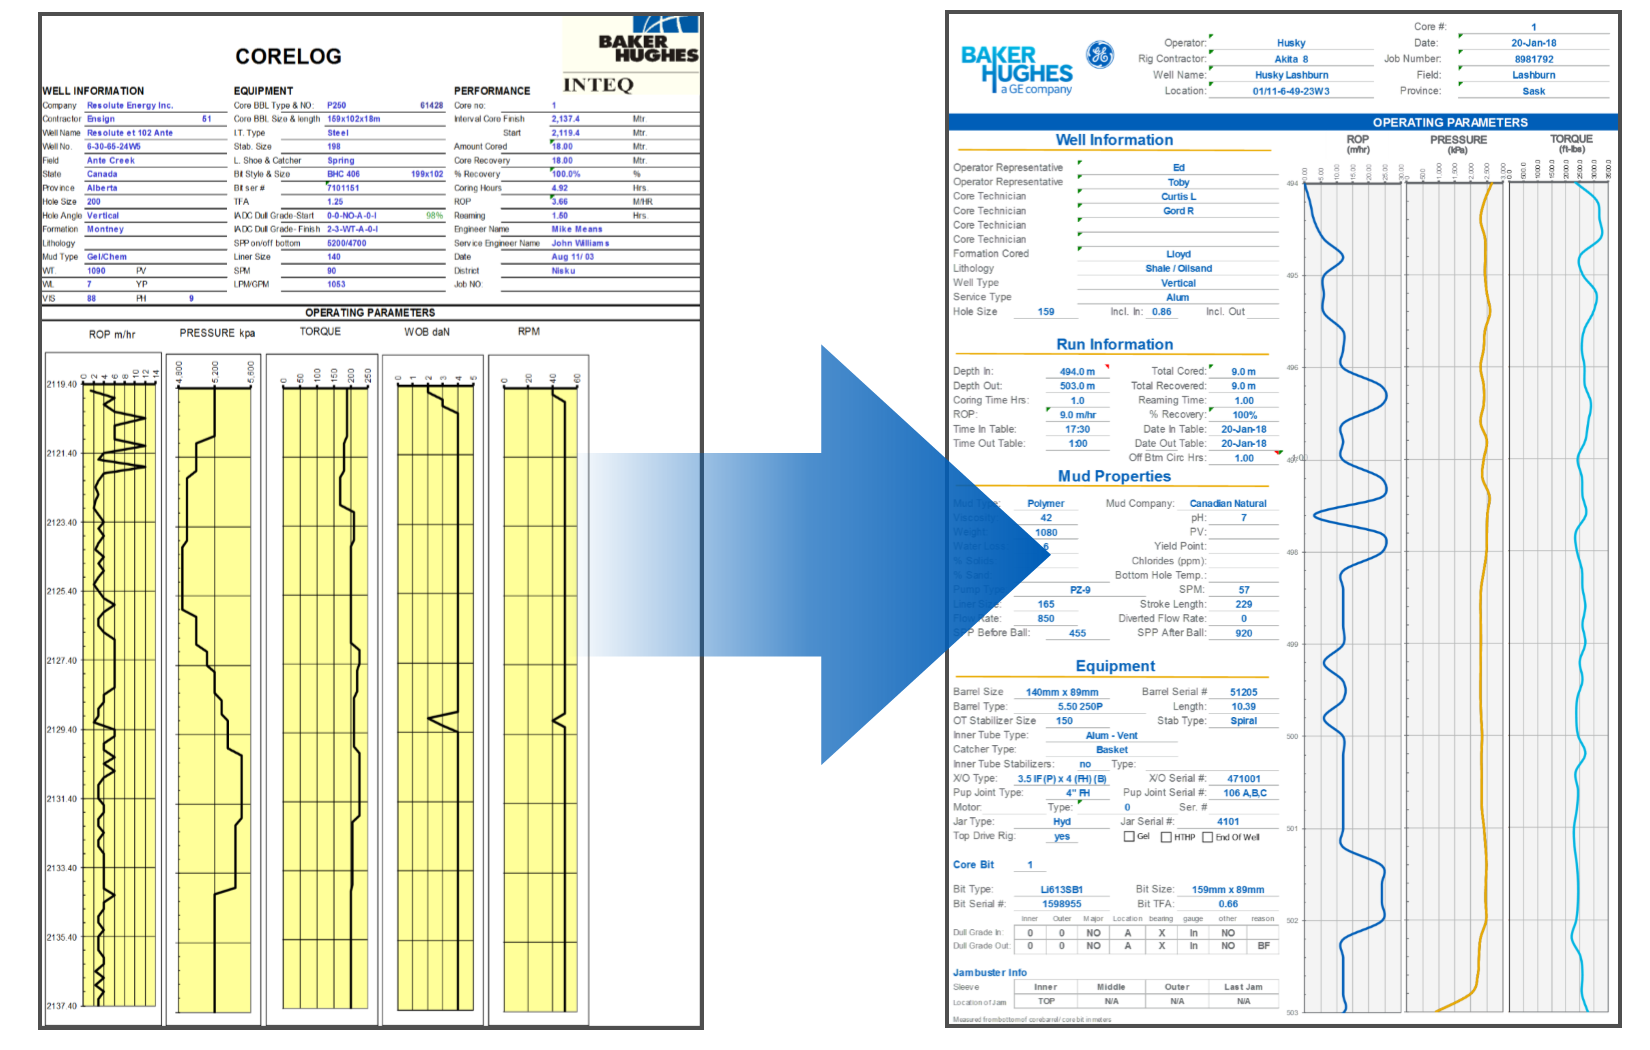 BAKER
HUGHES
INTEQ
CORELOG
WELL INFORMATION EQUIPMENT PERFORMANCE
Company Resolute Energy Inc. Core BBL Type & NO: P250 61428 Core no: 1
Contractor Ensign 51 Core BBL Size & length 159x102x18m Interval Core Finish 2,137.4 Mtr.
Well Name Resolute et 102 Ante I.T. Type Steel Start 2,119.4 Mtr.
Well No. 6-30-65-24W5 Stab. Size 198 Amount Cored 18.00 Mtr.
Field Ante Creek L. Shoe & Catcher Spring Core Recovery 18.00 Mtr.
State Canada Bit Style & Size BHC 406 199x102 % Recovery 100.0% %
Province Alberta Bit ser # 7101151 Coring Hours 4.92 Hrs.
Hole Size 200 TFA 1.25 ROP 3.66 M/HR
Hole Angle Vertical IADC Dull Grade-Start 0-0-NO-A-0-I 98% Reaming 1.50 Hrs.
Formation Montney IADC Dull Grade- Finish 2-3-WT-A-0-I Engineer Name Mike Means
Lithology SPP on/off bottom 5200/4700 Service Engineer Name John Williams
Mud Type Gel/Chem Liner Size 140 Date Aug 11/ 03
WT 1090 PV SPM 90 District Nisku
WL 7 YP LPM/GPM 1053 Job NO:
VIS 88 PH 9
OPERATING PARAMETERS
ROP m/hr PRESSURE kpa TORQUE WOB daN RPM
0 2 4 6 8 10 12 14 4,800 5,200 5,600 0 50 100 150 200 250 0 1 2 3 4 5 0 20 40 60
2119.40
2121.40
2123.40
2125.40
2127.40
2129.40
2131.40
2133.40
2135.40
2137.40
BAKER
HUGHES
a GE company
Core #: 1
Operator: Husky Date: 20-Jan-18
Rig Contractor: Akita 8 Job Number: 8981792
Well Name: Husky Lashburn Field: Lashburn
Location: 01/11-6-49-23W3 Province: Sask
OPERATING PARAMETERS
Well Information
Operator Representative Ed
Operator Representative Toby
Core Technician Curtis L
Core Technician Gord R
Core Technician
Core Technician
Formation Cored Lloyd
Lithology Shale / Oilsand
Well Type Vertical
Service Type Alum
Hole Size 159 Incl. In: 0.86 Incl. Out
Run Information
Depth In: 494.0 m Total Cored: 9.0 m
Depth Out: 503.0 m Total Recovered: 9.0 m
Coring Time Hrs: 1.0 Reaming Time: 1.00
ROP: 9.0 m/hr % Recovery: 100%
Time In Table: 17:30 Date In Table: 20-Jan-18
Time Out Table: 1:00 Date Out Table: 20-Jan-18
Off Btm Circ Hrs: 1.00
Mud Properties
Mud Type: Polymer Mud Company: Canadian Natural
Viscosity: 42 pH: 7
Weight: 1080 PV:
Water Loss: 6 Yield Point:
Chlorides (ppm):
Bottom Hole Temp.:
Pump Type: PZ-9 SPM: 57
Liner Size: 165 Stroke Length: 229
Flow Rate: 850 Diverted Flow Rate: 0
SPP Before Ball: 455 SPP After Ball: 920
Equipment
Barrel Size 140mm x 89mm Barrel Serial # 51205
Barrel Type: 5.50 250P Length: 10.39
OT Stabilizer Size 150 Stab Type: Spiral
Inner Tube Type: Alum - Vent
Catcher Type: Basket
Inner Tube Stabilizers: no Type:
X/O Type: 3.5 IF (P) x 4 (FH) (B) X/O Serial #: 471001
Pup Joint Type: 4" FH Pup Joint Serial #: 106 A,B,C
Motor: Type: 0 Ser. #
Jar Type: Hyd Jar Serial #: 4101
Top Drive Rig: yes Gel HTHP End Of Well
Core Bit 1
Bit Type: Li613SB1 Bit Size: 159mm x 89mm
Bit Serial #: 1598955 Bit TFA: 0.66
Inner Outer Major Location bearing gauge other reason
Dull Grade In: 0 0 NO A X In NO
Dull Grade Out: 0 0 NO A X In NO BF
Jambuster Info
Sleeve Inner Middle Outer Last Jam
Location of Jam TOP N/A N/A N/A
Measured from bottom of core barrel / core bit in meters
ROP PRESSURE TORQUE
(m/hr) (kPa) (ft-lbs)
494
495
496
497
498
499
500
501
502
503